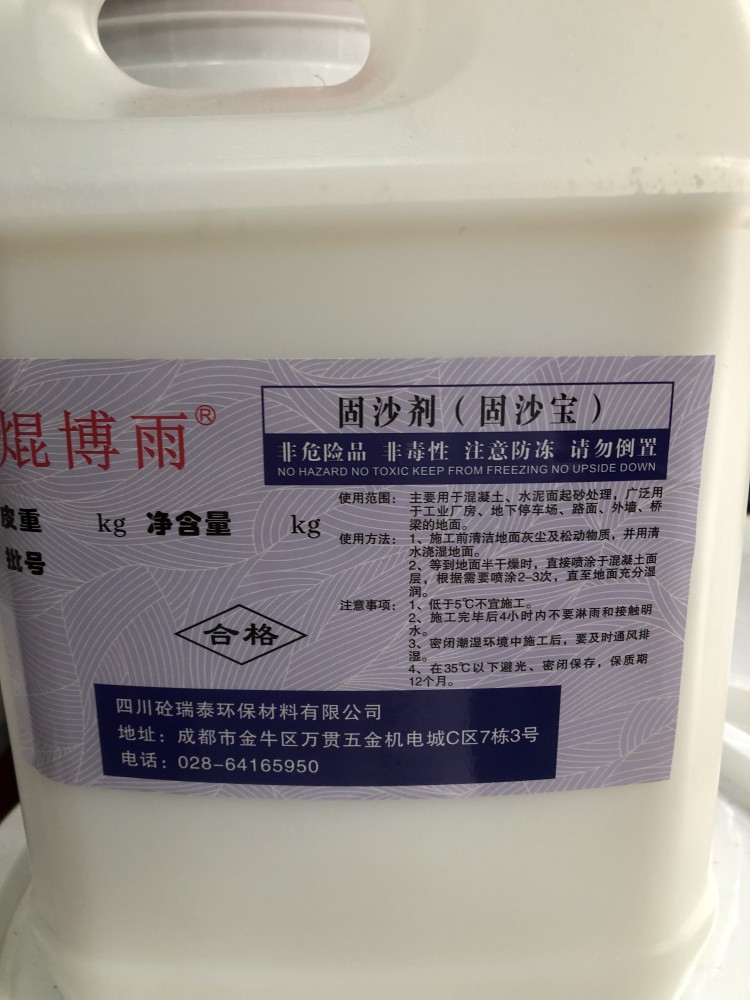 焜博雨®
固沙剂（固沙宝）
非危险品 非毒性 注意防冻 请勿倒置
NO HAZARD NO TOXIC KEEP FROM FREEZING NO UPSIDE DOWN
皮重 kg 净含量 kg
批号
合格
使用范围：主要用于混凝土、水泥面起砂处理，广泛用
于工业厂房、地下停车场、路面、外墙、桥
梁的地面。
使用方法：1、施工前清洁地面灰尘及松动物质，并用清
水浇湿地面。
2、等到地面半干燥时，直接喷涂于混凝土面
层，根据需要喷涂2-3次，直至地面充分湿
润。
注意事项：1、低于5℃不宜施工。
2、施工完毕后4小时内不要淋雨和接触明
水。
3、密闭潮湿环境中施工后，要及时通风排
湿。
4、在35℃以下避光、密闭保存，保质期
12个月。
四川砼瑞泰环保材料有限公司
地址：成都市金牛区万贯五金机电城C区7栋3号
电话：028-64165950